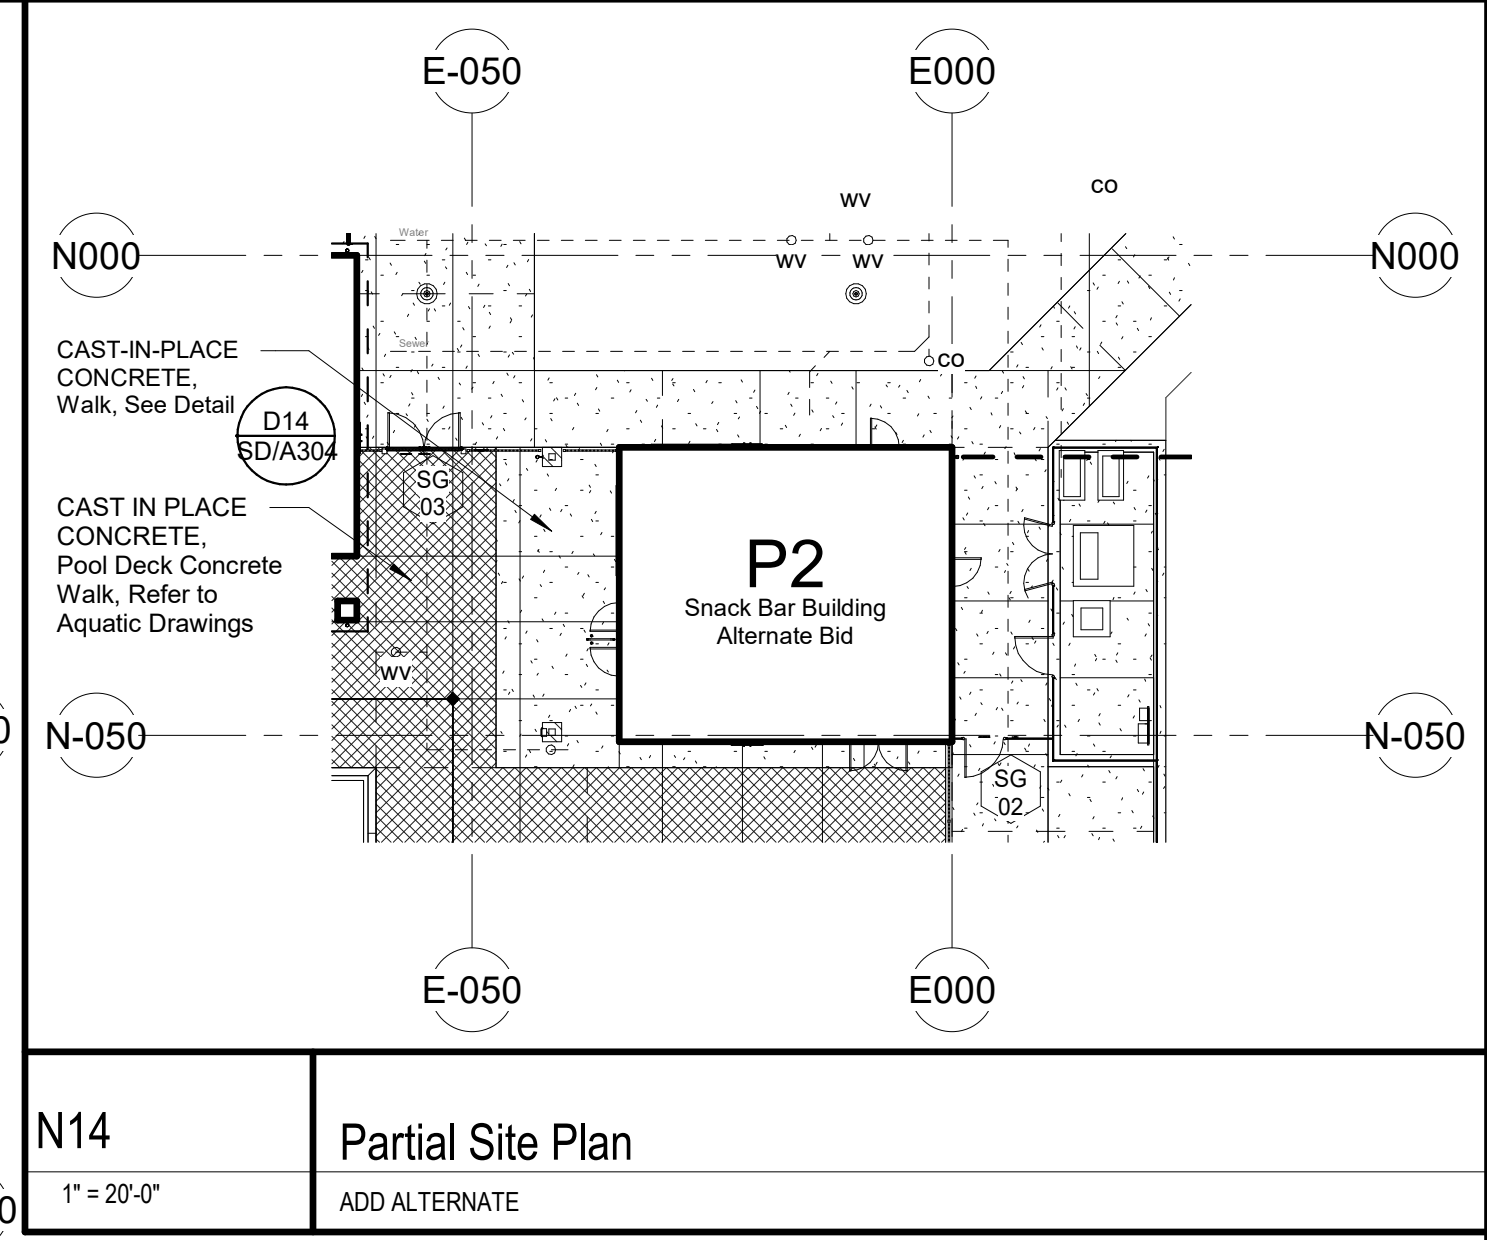 E-050
E000
WV
CO
N000
Water
WV
WV
N000
CAST-IN-PLACE
CONCRETE,
Walk, See Detail
Sewer
CO
D14
SD/A304
SG
03
CAST IN PLACE
CONCRETE,
Pool Deck Concrete
Walk, Refer to
Aquatic Drawings
P2
Snack Bar Building
Alternate Bid
WV
N-050
N-050
SG
02
E-050
E000
N14
Partial Site Plan
1" = 20'-0"
ADD ALTERNATE